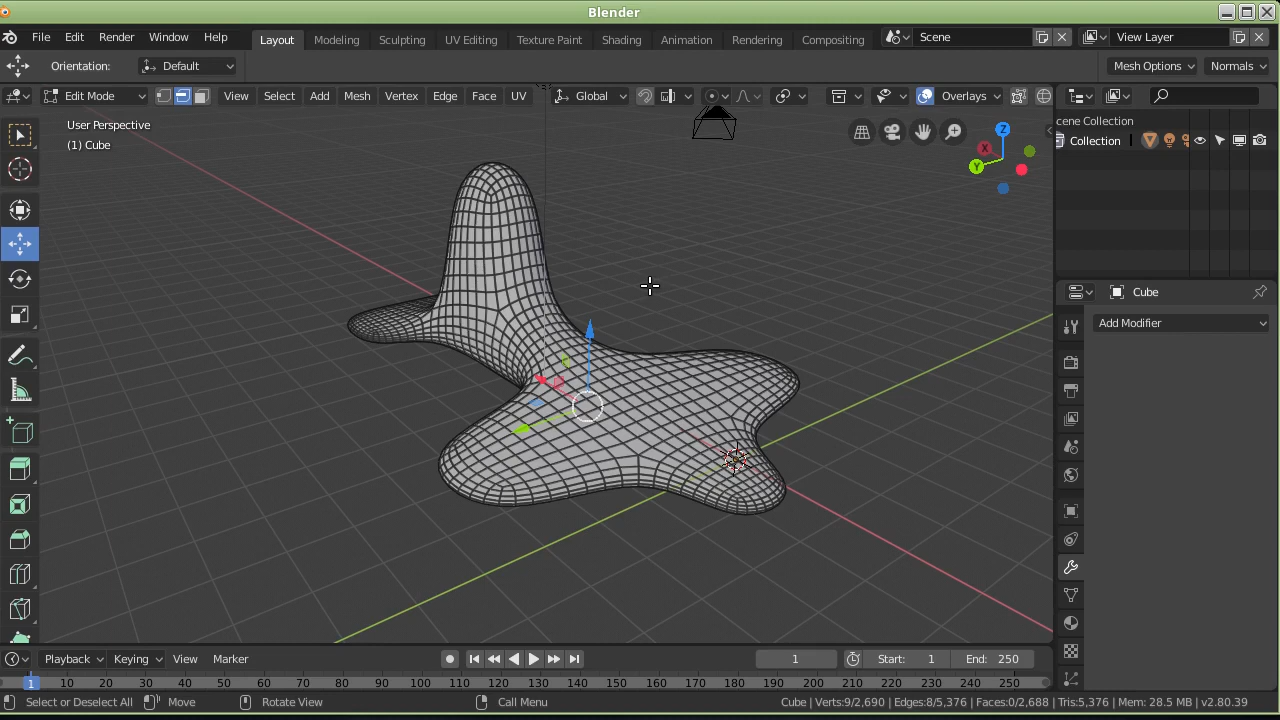 Blender
File Edit Render Window Help Layout Modeling Sculpting UV Editing Texture Paint Shading Animation Rendering Compositing Scene View Layer
Orientation: Default Mesh Options Normals
Edit Mode View Select Add Mesh Vertex Edge Face UV Global Overlays
User Perspective
(1) Cube
Z
X
Y
cene Collection
Collection
Cube
Add Modifier
Playback Keying View Marker 1 Start: 1 End: 250
1 10 20 30 40 50 60 70 80 90 100 110 120 130 140 150 160 170 180 190 200 210 220 230 240 250
Select or Deselect All Move Rotate View Call Menu Cube | Verts:9/2,690 | Edges:8/5,376 | Faces:0/2,688 | Tris:5,376 | Mem: 28.5 MB | v2.80.39